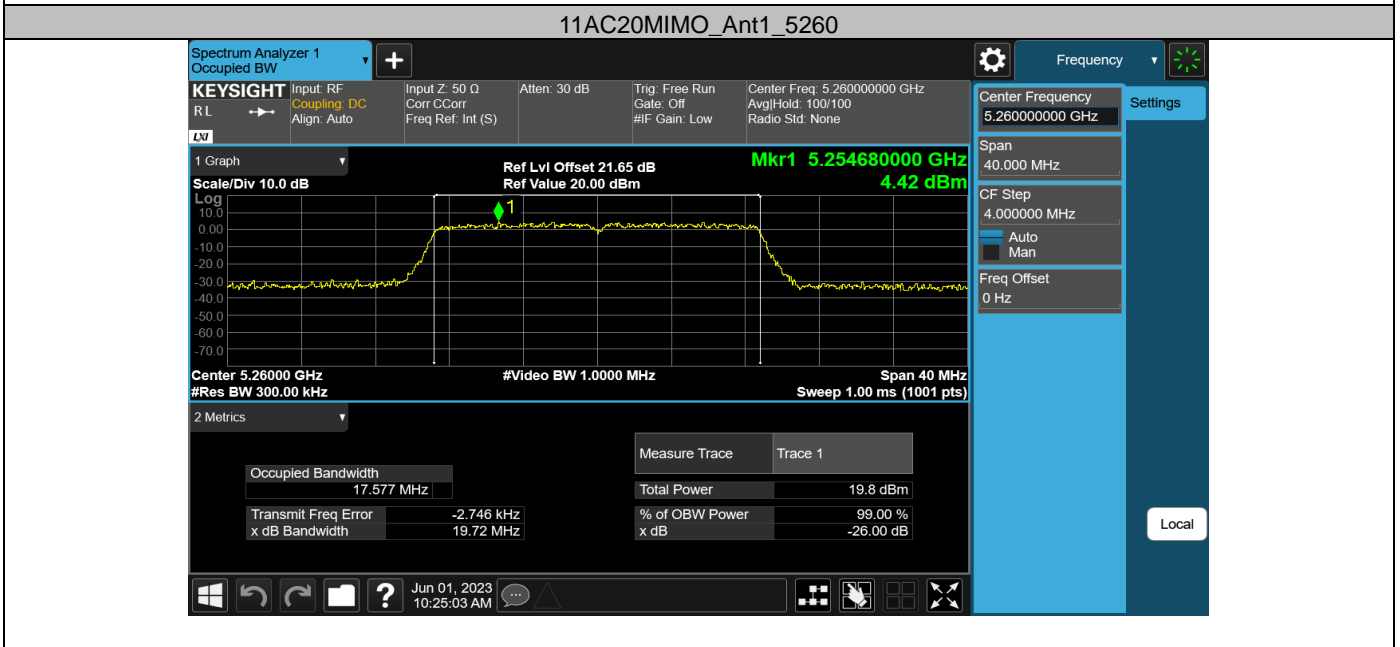 11AC20MIMO_Ant1_5260
Spectrum Analyzer 1
Occupied BW
+
Frequency
KEYSIGHT
RL
LXI
Input: RF
Coupling: DC
Align: Auto
Input Z: 50 Ω
Corr CCorr
Freq Ref: Int (S)
Atten: 30 dB
Trig: Free Run
Gate: Off
#IF Gain: Low
Center Freq: 5.260000000 GHz
Avg|Hold: 100/100
Radio Std: None
Center Frequency
5.260000000 GHz
Settings
Span
40.000 MHz
CF Step
4.000000 MHz
Auto
Man
Freq Offset
0 Hz
Local
1 Graph
Scale/Div 10.0 dB
Ref Lvl Offset 21.65 dB
Ref Value 20.00 dBm
Mkr1 5.254680000 GHz
4.42 dBm
Log
10.0
0.00
-10.0
-20.0
-30.0
-40.0
-50.0
-60.0
-70.0
1
Center 5.26000 GHz
#Res BW 300.00 kHz
#Video BW 1.0000 MHz
Span 40 MHz
Sweep 1.00 ms (1001 pts)
2 Metrics
Measure Trace Trace 1
Occupied Bandwidth
17.577 MHz
Total Power 19.8 dBm
Transmit Freq Error -2.746 kHz
% of OBW Power 99.00 %
x dB Bandwidth 19.72 MHz
x dB -26.00 dB
?
Jun 01, 2023
10:25:03 AM